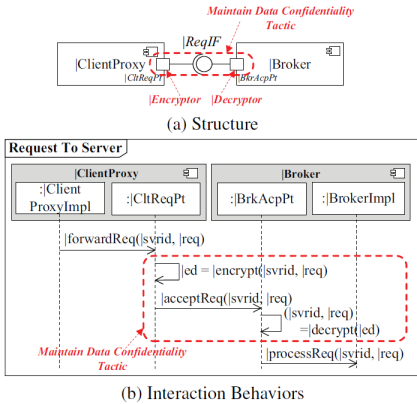 Maintain Data Confidentiality
Tactic
|ReqIF
|ClientProxy
|Broker
|CltReqPt
|BkrAcpPt
|Encryptor
|Decryptor
(a) Structure
Request To Server
|ClientProxy
|Broker
:|Client
ProxyImpl
:|CltReqPt
:|BrkAcpPt
:|BrokerImpl
|forwardReq(|svrid, |req)
|ed = |encrypt(|svrid, |req)
|acceptReq(|svrid, |req)
(|svrid, |req)
=|decrypt(|ed)
Maintain Data Confidentiality
Tactic
|processReq(|svrid, |req)
(b) Interaction Behaviors